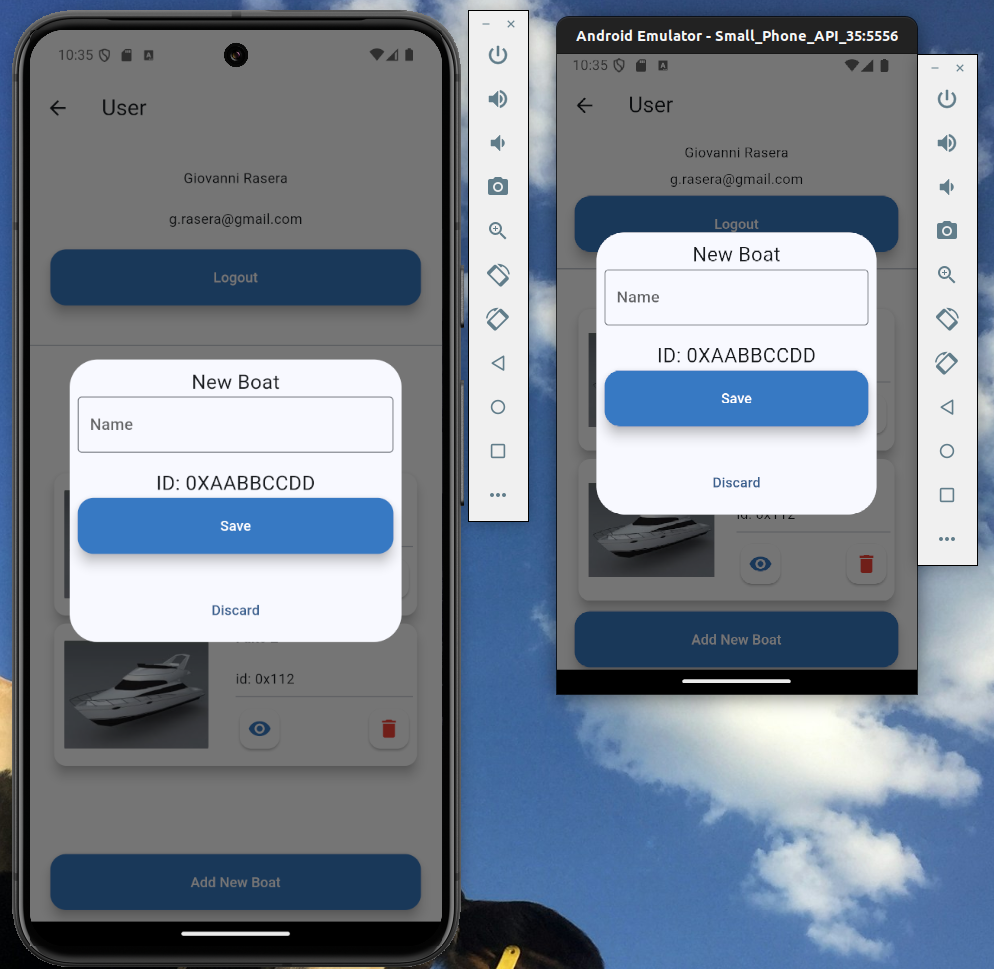 10:35
User
Giovanni Rasera
g.rasera@gmail.com
Logout
New Boat
Name
ID: 0XAABBCCDD
Save
Discard
id: 0x112
Add New Boat
Android Emulator - Small_Phone_API_35:5556
10:35
User
Giovanni Rasera
g.rasera@gmail.com
Logout
New Boat
Name
ID: 0XAABBCCDD
Save
Discard
id: 0x112
Add New Boat